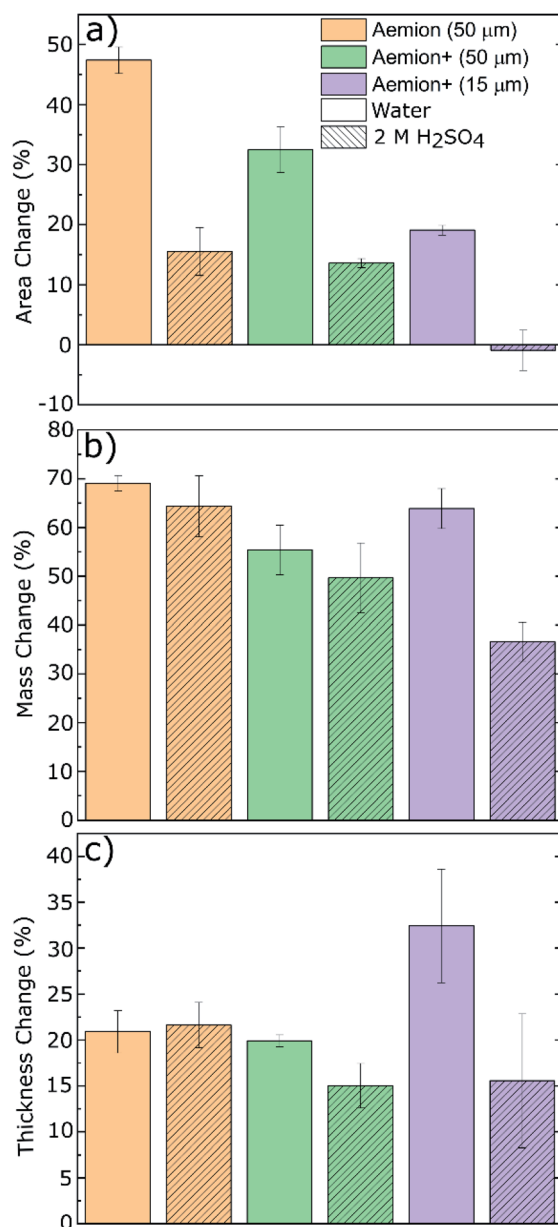 a)
Aemion (50 μm)
Aemion+ (50 μm)
Aemion+ (15 μm)
Water
2 M H₂SO₄
Area Change (%)
50
40
30
20
10
0
-10
b)
Mass Change (%)
80
70
60
50
40
30
20
10
0
c)
Thickness Change (%)
40
35
30
25
20
15
10
5
0